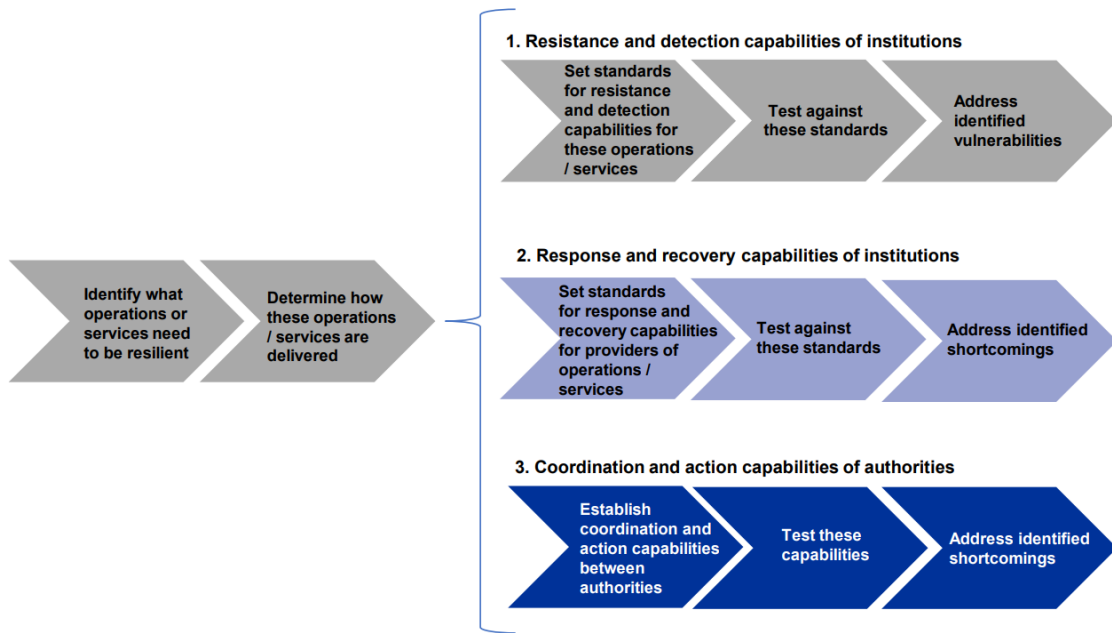 Identify what
operations or
services need
to be resilient
Determine how
these operations
/ services are
delivered
1. Resistance and detection capabilities of institutions
Set standards
for resistance
and detection
capabilities for
these operations
/ services
Test against
these standards
Address
identified
vulnerabilities
2. Response and recovery capabilities of institutions
Set standards
for response and
recovery capabilities
for providers of
operations /
services
Test against
these standards
Address identified
shortcomings
3. Coordination and action capabilities of authorities
Establish
coordination and
action capabilities
between
authorities
Test these
capabilities
Address identified
shortcomings